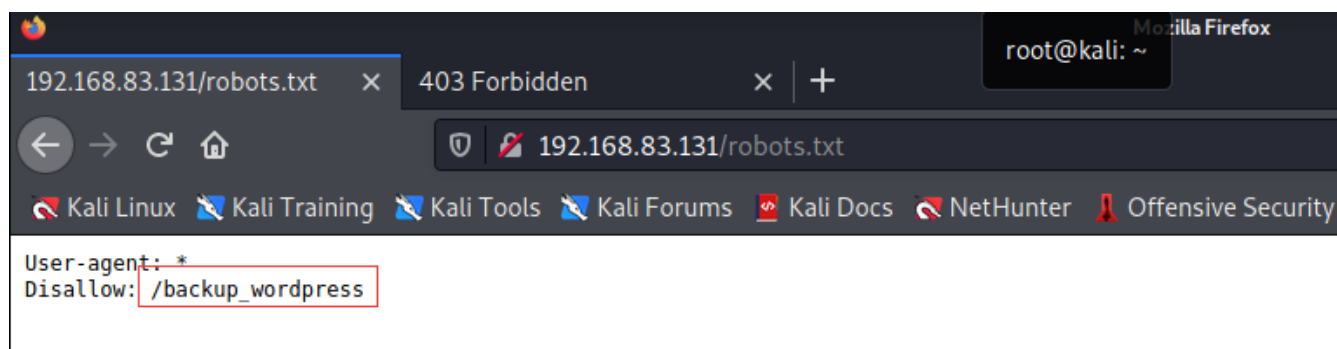 Mozilla Firefox
root@kali: ~
192.168.83.131/robots.txt
403 Forbidden
192.168.83.131/robots.txt
Kali Linux Kali Training Kali Tools Kali Forums Kali Docs NetHunter Offensive Security
User-agent: *
Disallow: /backup_wordpress